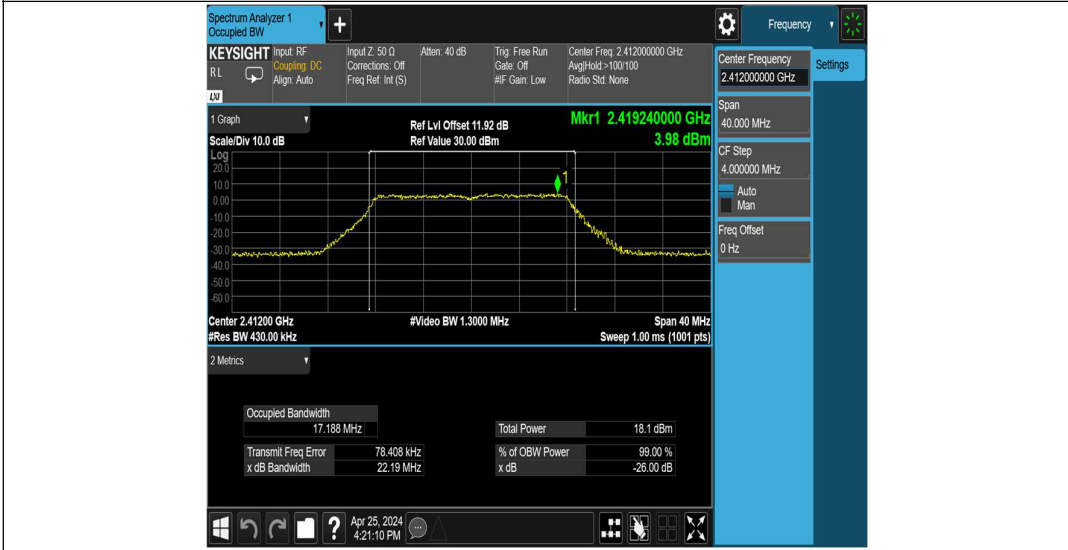 Spectrum Analyzer 1
Occupied BW
Frequency
KEYSIGHT
RL
LXI
Input: RF
Coupling: DC
Align: Auto
Input Z: 50 Ω
Corrections: Off
Freq Ref: Int (S)
Atten: 40 dB
Trig: Free Run
Gate: Off
#IF Gain: Low
Center Freq: 2.412000000 GHz
Avg|Hold:>100/100
Radio Std: None
Center Frequency
2.412000000 GHz
Settings
Span
40.000 MHz
CF Step
4.000000 MHz
Auto
Man
Freq Offset
0 Hz
1 Graph
Scale/Div 10.0 dB
Ref Lvl Offset 11.92 dB
Ref Value 30.00 dBm
Mkr1 2.419240000 GHz
3.98 dBm
Log
20.0
10.0
0.00
-10.0
-20.0
-30.0
-40.0
-50.0
-60.0
1
Center 2.41200 GHz
#Video BW 1.3000 MHz
Span 40 MHz
#Res BW 430.00 kHz
Sweep 1.00 ms (1001 pts)
2 Metrics
Occupied Bandwidth
17.188 MHz
Total Power 18.1 dBm
Transmit Freq Error 78.408 kHz
% of OBW Power 99.00 %
x dB Bandwidth 22.19 MHz
x dB -26.00 dB
?
Apr 25, 2024
4:21:10 PM